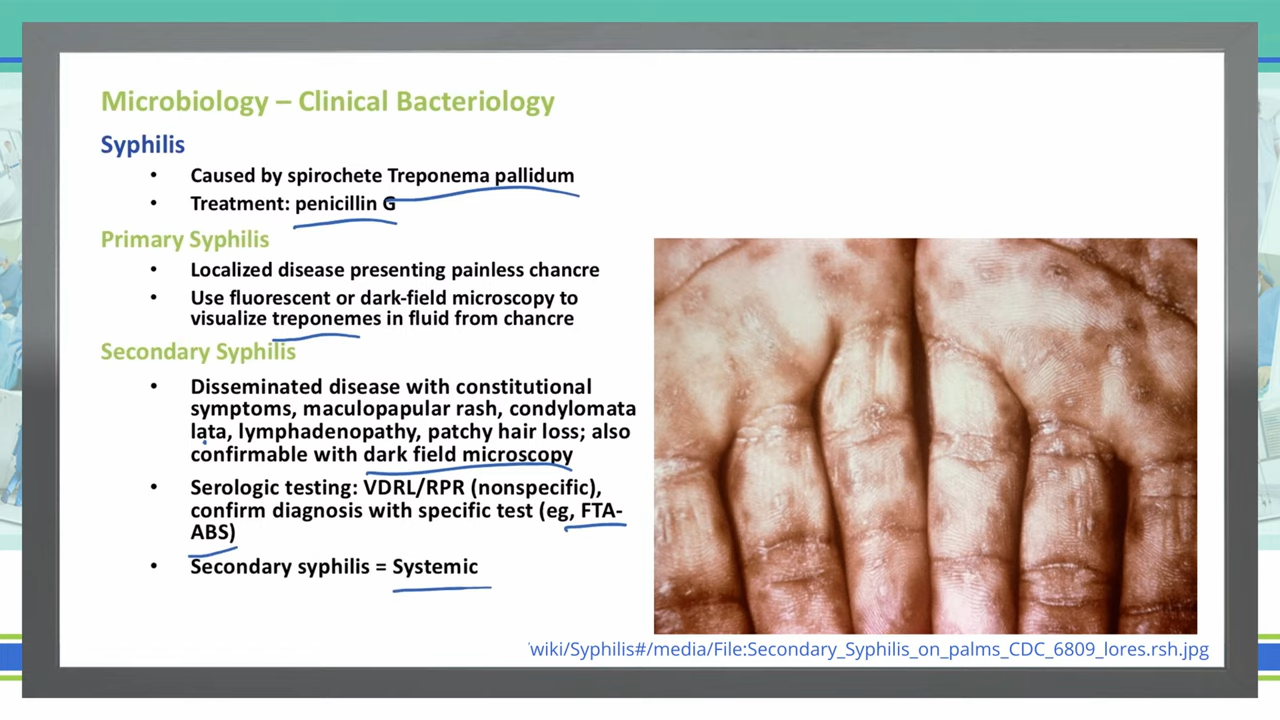 Microbiology – Clinical Bacteriology
Syphilis
• Caused by spirochete Treponema pallidum
• Treatment: penicillin G
Primary Syphilis
• Localized disease presenting painless chancre
• Use fluorescent or dark-field microscopy to
visualize treponemes in fluid from chancre
Secondary Syphilis
• Disseminated disease with constitutional
symptoms, maculopapular rash, condylomata
lata, lymphadenopathy, patchy hair loss; also
confirmable with dark field microscopy
• Serologic testing: VDRL/RPR (nonspecific),
confirm diagnosis with specific test (eg, FTA-
ABS)
• Secondary syphilis = Systemic
wiki/Syphilis#/media/File:Secondary_Syphilis_on_palms_CDC_6809_lores.rsh.jpg